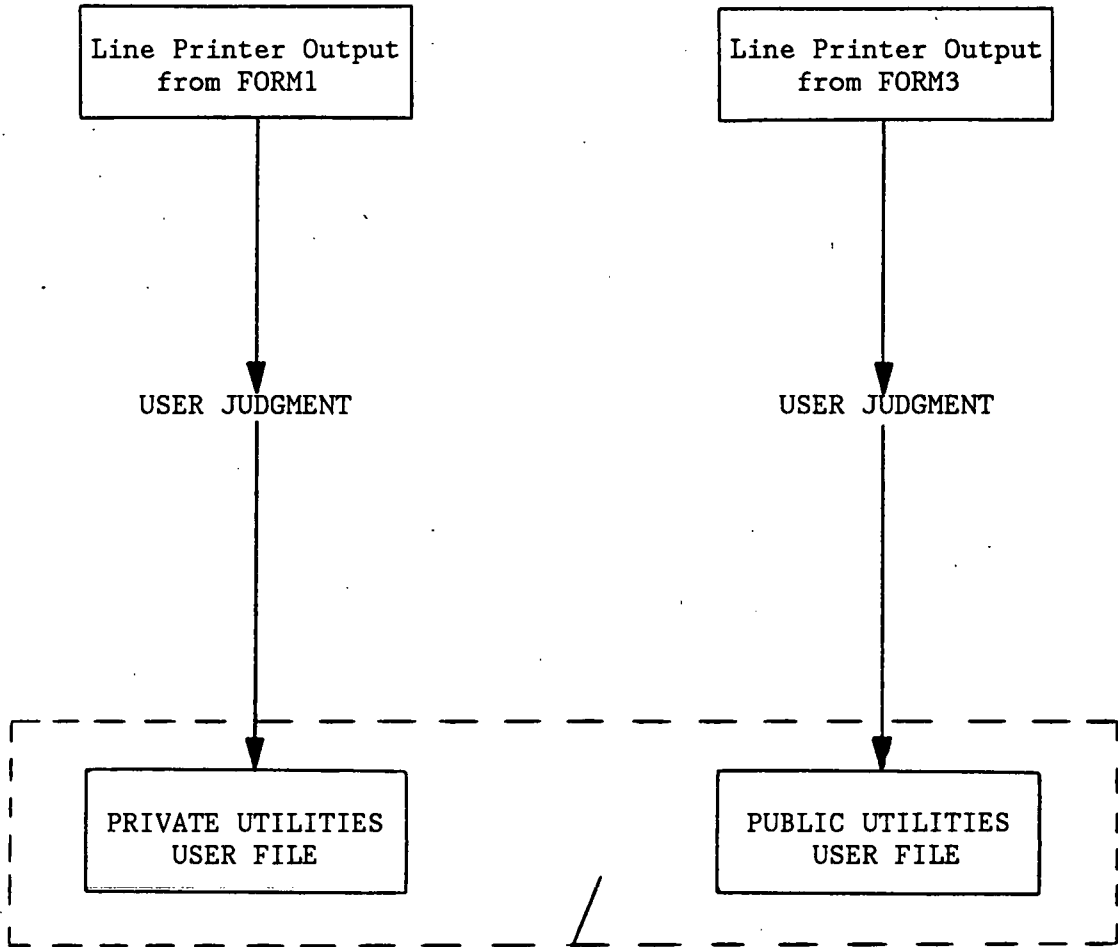 Line Printer Output
from FORM1
Line Printer Output
from FORM3
USER JUDGMENT
USER JUDGMENT
PRIVATE UTILITIES
USER FILE
PUBLIC UTILITIES
USER FILE